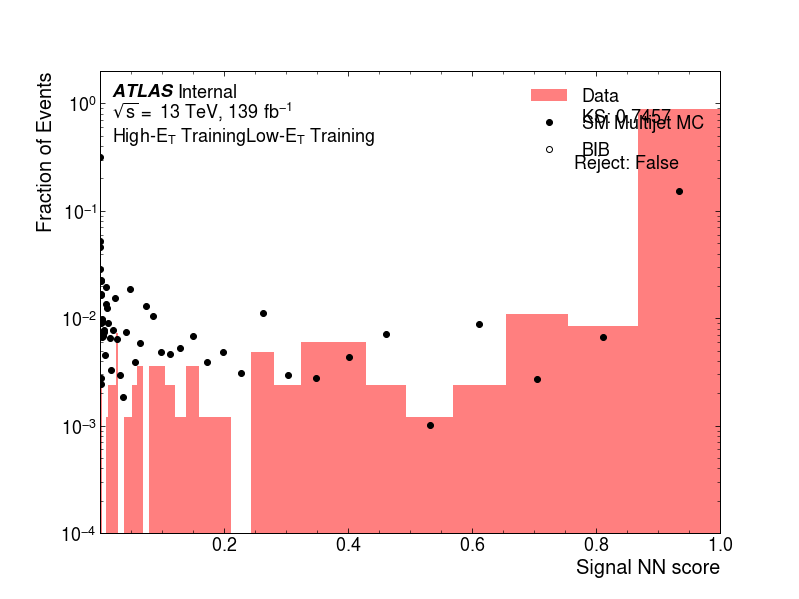 ATLAS Internal
√s = 13 TeV, 139 fb⁻¹
High-E_T TrainingLow-E_T Training
Data
KS: 0.7457
SM Multijet MC
BIB
Reject: False
Fraction of Events
10⁰
10⁻¹
10⁻²
10⁻³
10⁻⁴
0.2 0.4 0.6 0.8 1.0
Signal NN score